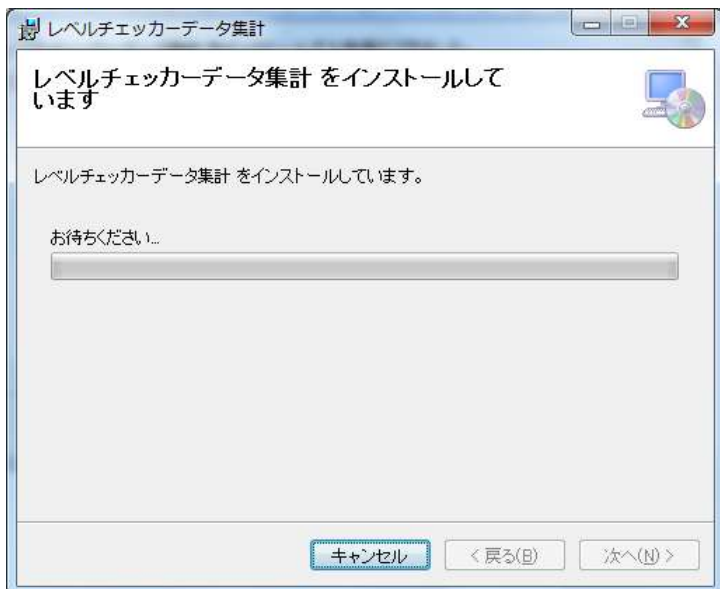 レベルチェッカーデータ集計
レベルチェッカーデータ集計 をインストールして
います
レベルチェッカーデータ集計 をインストールしています。
お待ちください...
キャンセル
< 戻る(B)
次へ(N) >